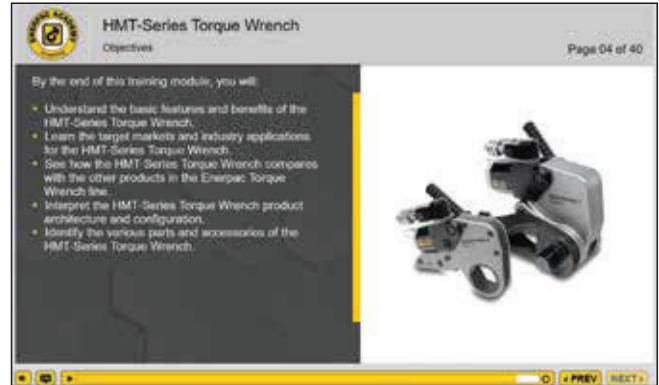 ENERPAC ACADEMY
HMT-Series Torque Wrench
Objectives
Page 04 of 40
By the end of this training module, you will:
• Understand the basic features and benefits of the
HMT-Series Torque Wrench.
• Learn the target markets and industry applications
for the HMT-Series Torque Wrench.
• See how the HMT-Series Torque Wrench compares
with the other products in the Enerpac Torque
Wrench line.
• Interpret the HMT-Series Torque Wrench product
architecture and configuration.
• Identify the various parts and accessories of the
HMT-Series Torque Wrench.
PREV
NEXT